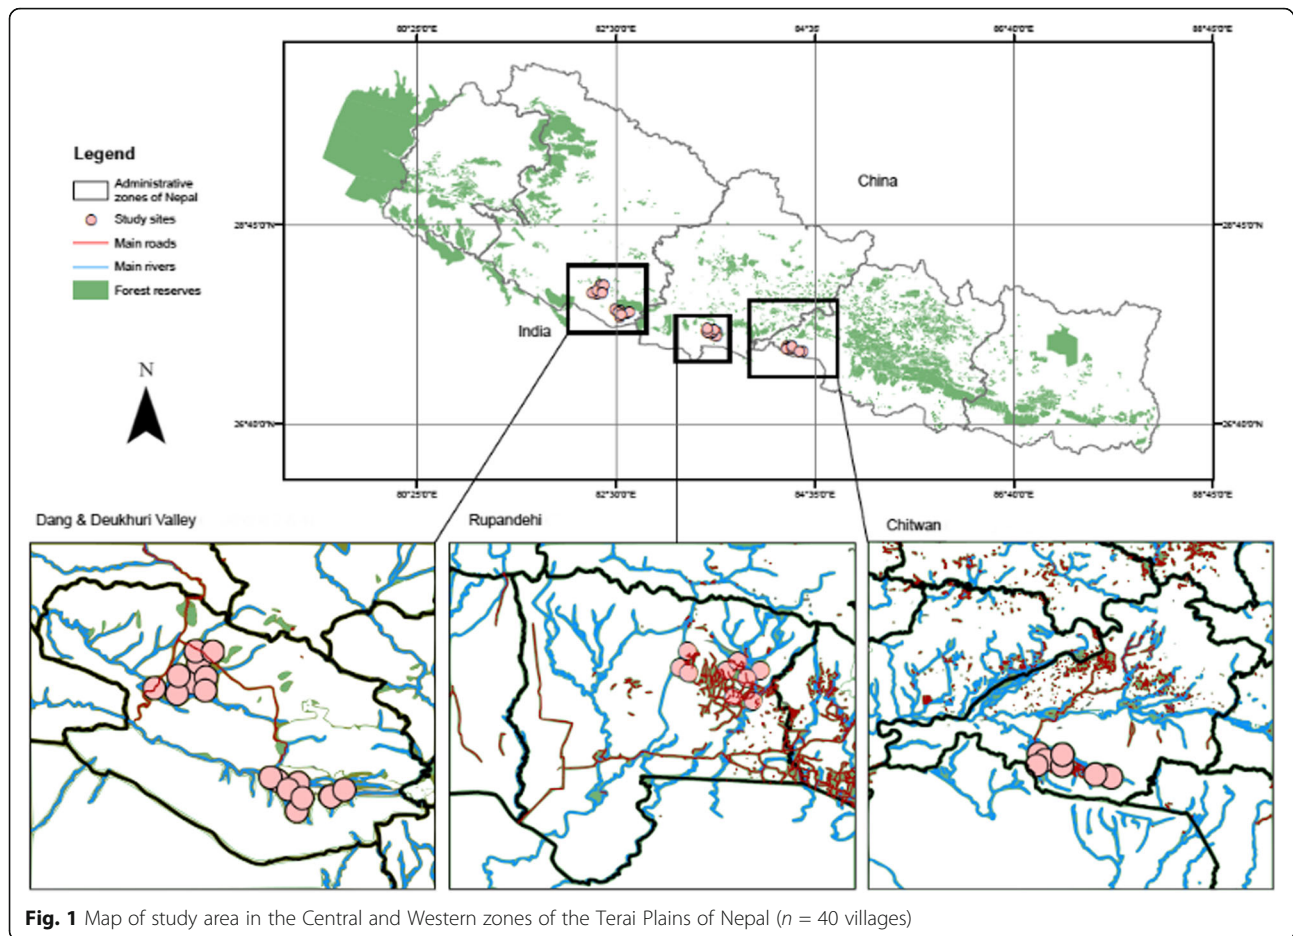 80°25'0"E 82°30'0"E 84°35' 86°40'0"E 88°45'0"E
Legend
Administrative
zones of Nepal
Study sites
Main roads
Main rivers
Forest reserves
China
India
28°45'0"N 28°45'0"N
N
26°40'0"N 26°40'0"N
80°25'0"E 82°30'0"E 84°35'0"E 86°40'0"E 88°45'0"E
Dang & Deukhuri Valley
Rupandehi
Chitwan
Fig. 1 Map of study area in the Central and Western zones of the Terai Plains of Nepal (n = 40 villages)